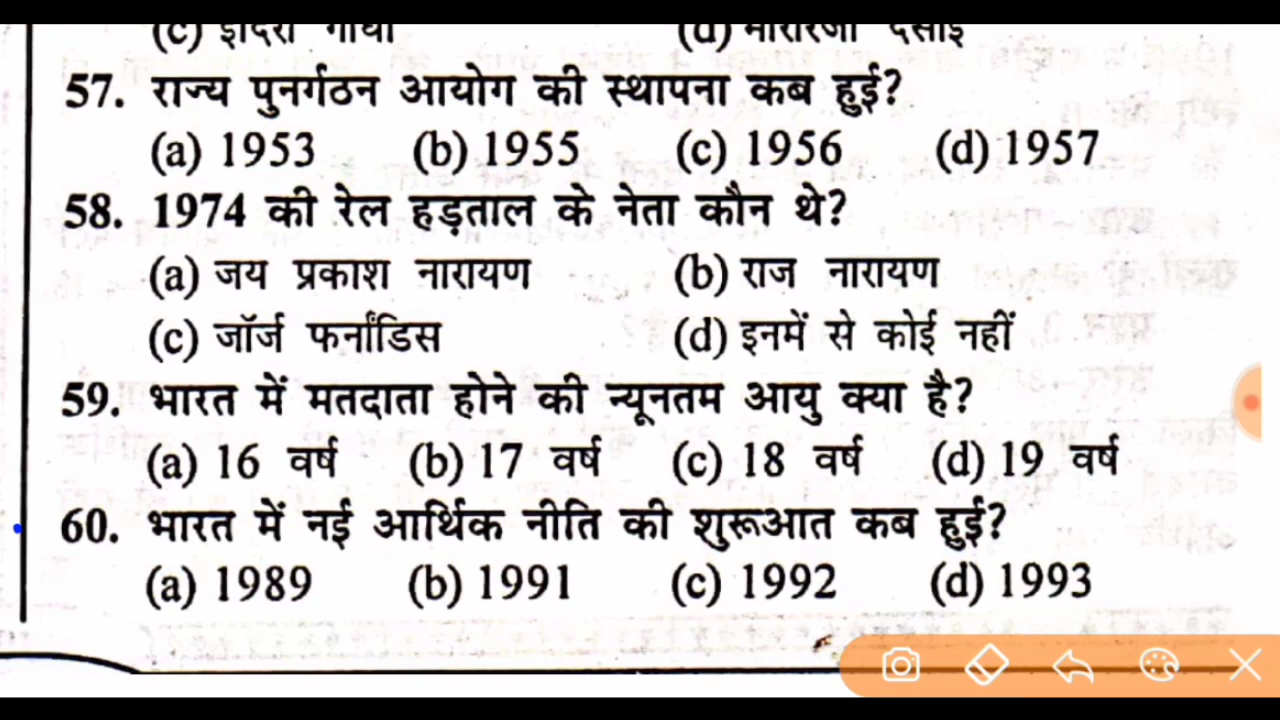 (c) इंदिरा गांधी (d) मोरारजी देसाई
57. राज्य पुनर्गठन आयोग की स्थापना कब हुई?
(a) 1953 (b) 1955 (c) 1956 (d) 1957
58. 1974 की रेल हड़ताल के नेता कौन थे?
(a) जय प्रकाश नारायण (b) राज नारायण
(c) जॉर्ज फर्नांडिस (d) इनमें से कोई नहीं
59. भारत में मतदाता होने की न्यूनतम आयु क्या है?
(a) 16 वर्ष (b) 17 वर्ष (c) 18 वर्ष (d) 19 वर्ष
60. भारत में नई आर्थिक नीति की शुरूआत कब हुई?
(a) 1989 (b) 1991 (c) 1992 (d) 1993